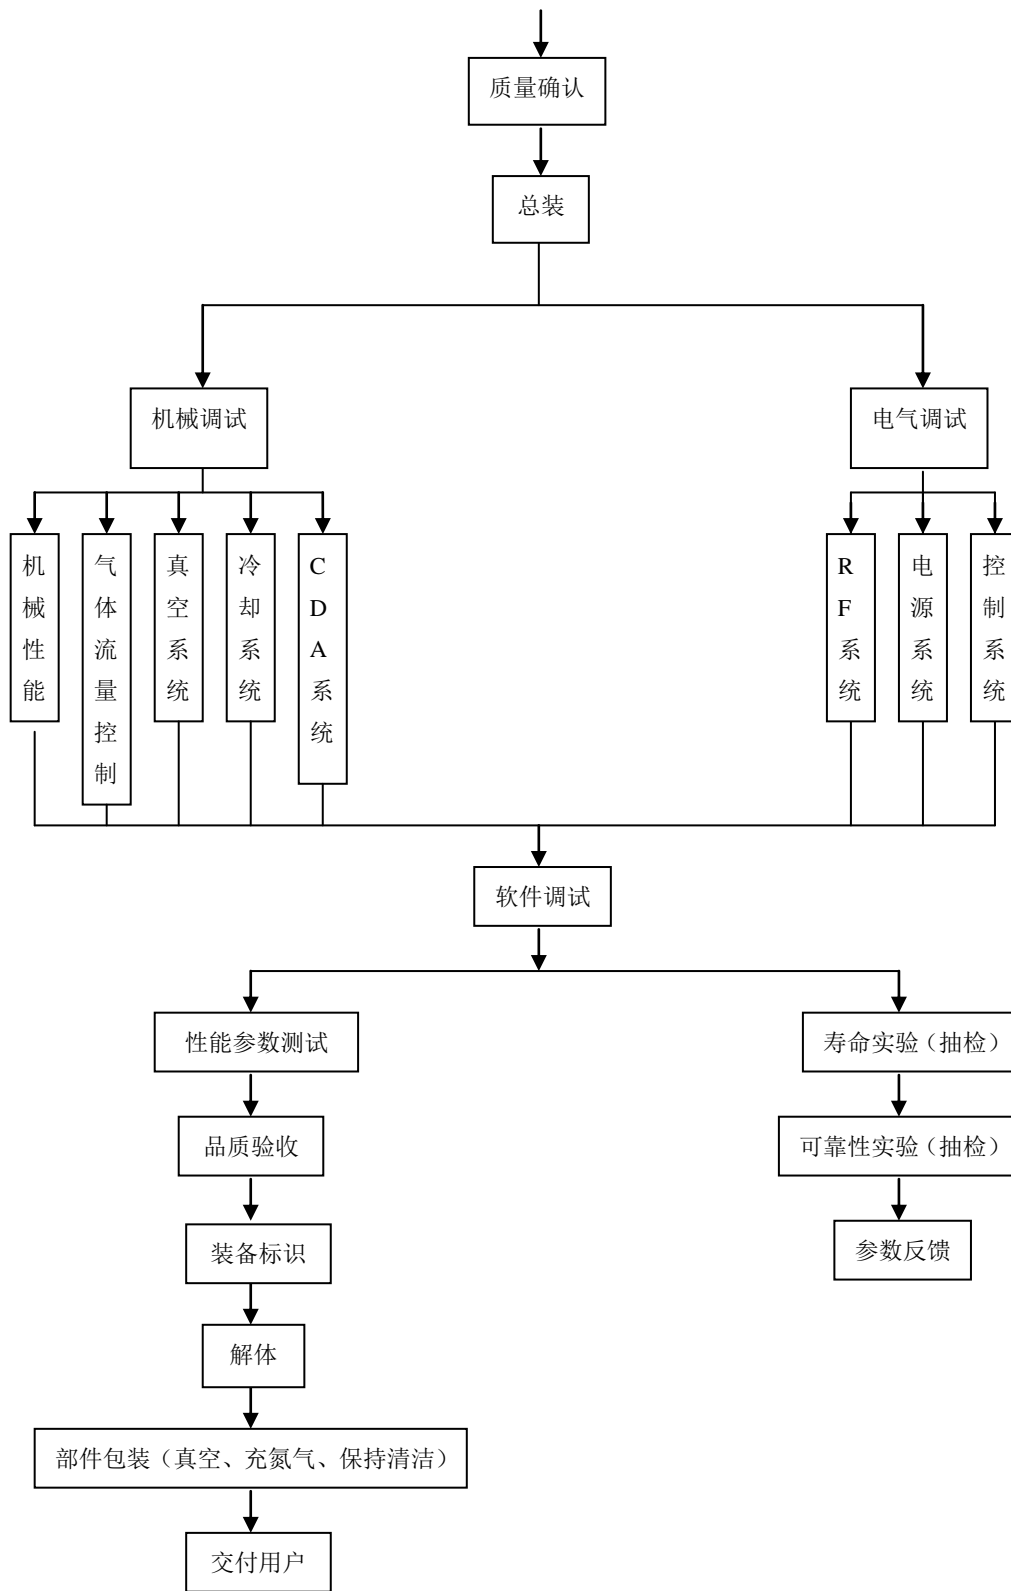 质量确认
总装
机械调试
电气调试
机械性能
气体流量控制
真空系统
冷却系统
CDA系统
RF系统
电源系统
控制系统
软件调试
性能参数测试
寿命实验（抽检）
品质验收
可靠性实验（抽检）
装备标识
参数反馈
解体
部件包装（真空、充氮气、保持清洁）
交付用户